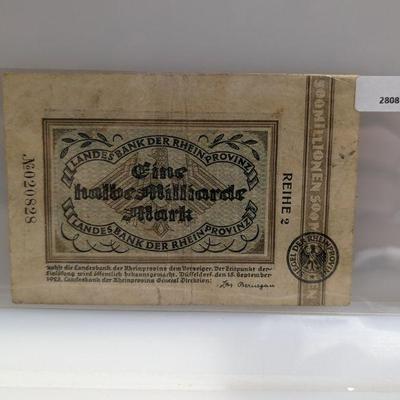 LANDESBANK DER RHEINPROVINZ
Eine
halbe Milliarde
Mark
LANDESBANK DER RHEINPROVINZ
№020828
REIHE 2
500 MILLIONEN 500
2808
zahlt die Landesbank der Rheinprovinz dem Vorzeiger. Der Zeitpunkt der
Einlösung wird öffentlich bekanntgemacht. Düsseldorf, den 15. September
1923. Landesbank der Rheinprovinz General Direktion: